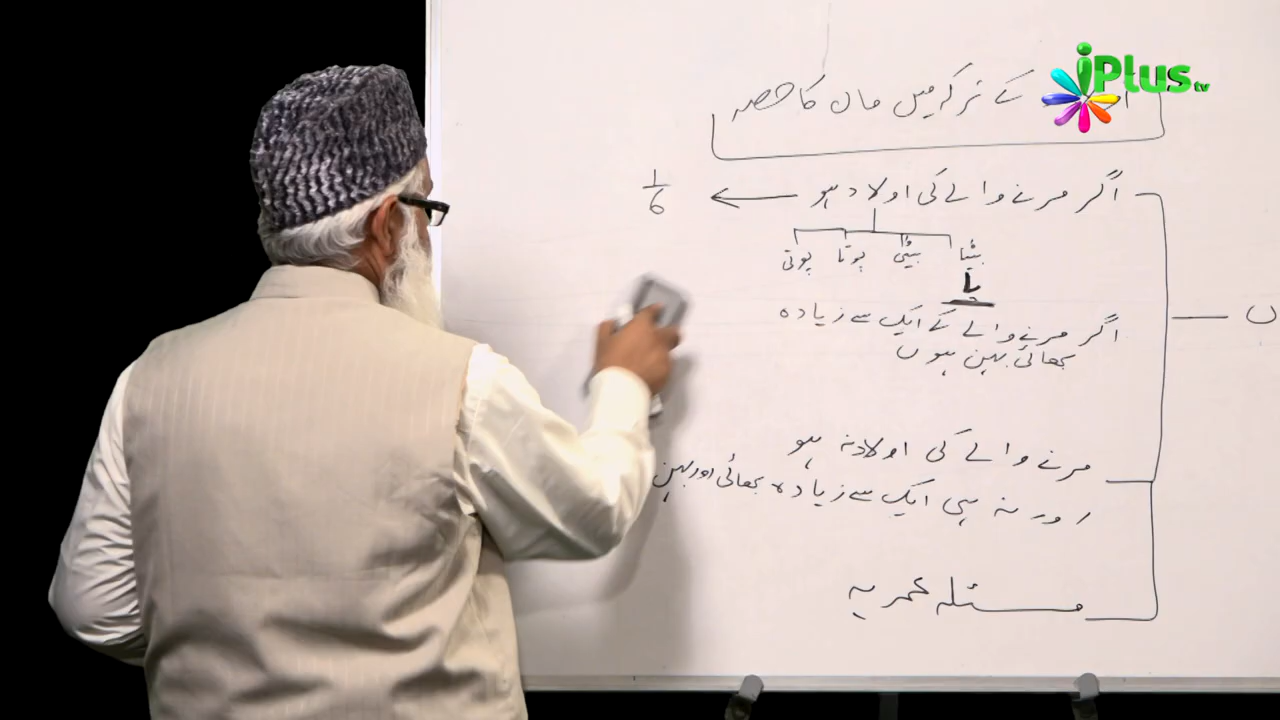 کے ترکہ میں ماں کا حصہ
iPlus tv
اگر مرنے والے کی اولاد ہو ← 1/6
بیٹا بیٹی پوتا پوتی
یا
اگر مرنے والے کے ایک سے زیادہ
بھائی بہن ہوں
مرنے والے کی اولاد نہ ہو
اور نہ ہی ایک سے زیادہ بھائی اور بہن
مسئلہ عمریہ